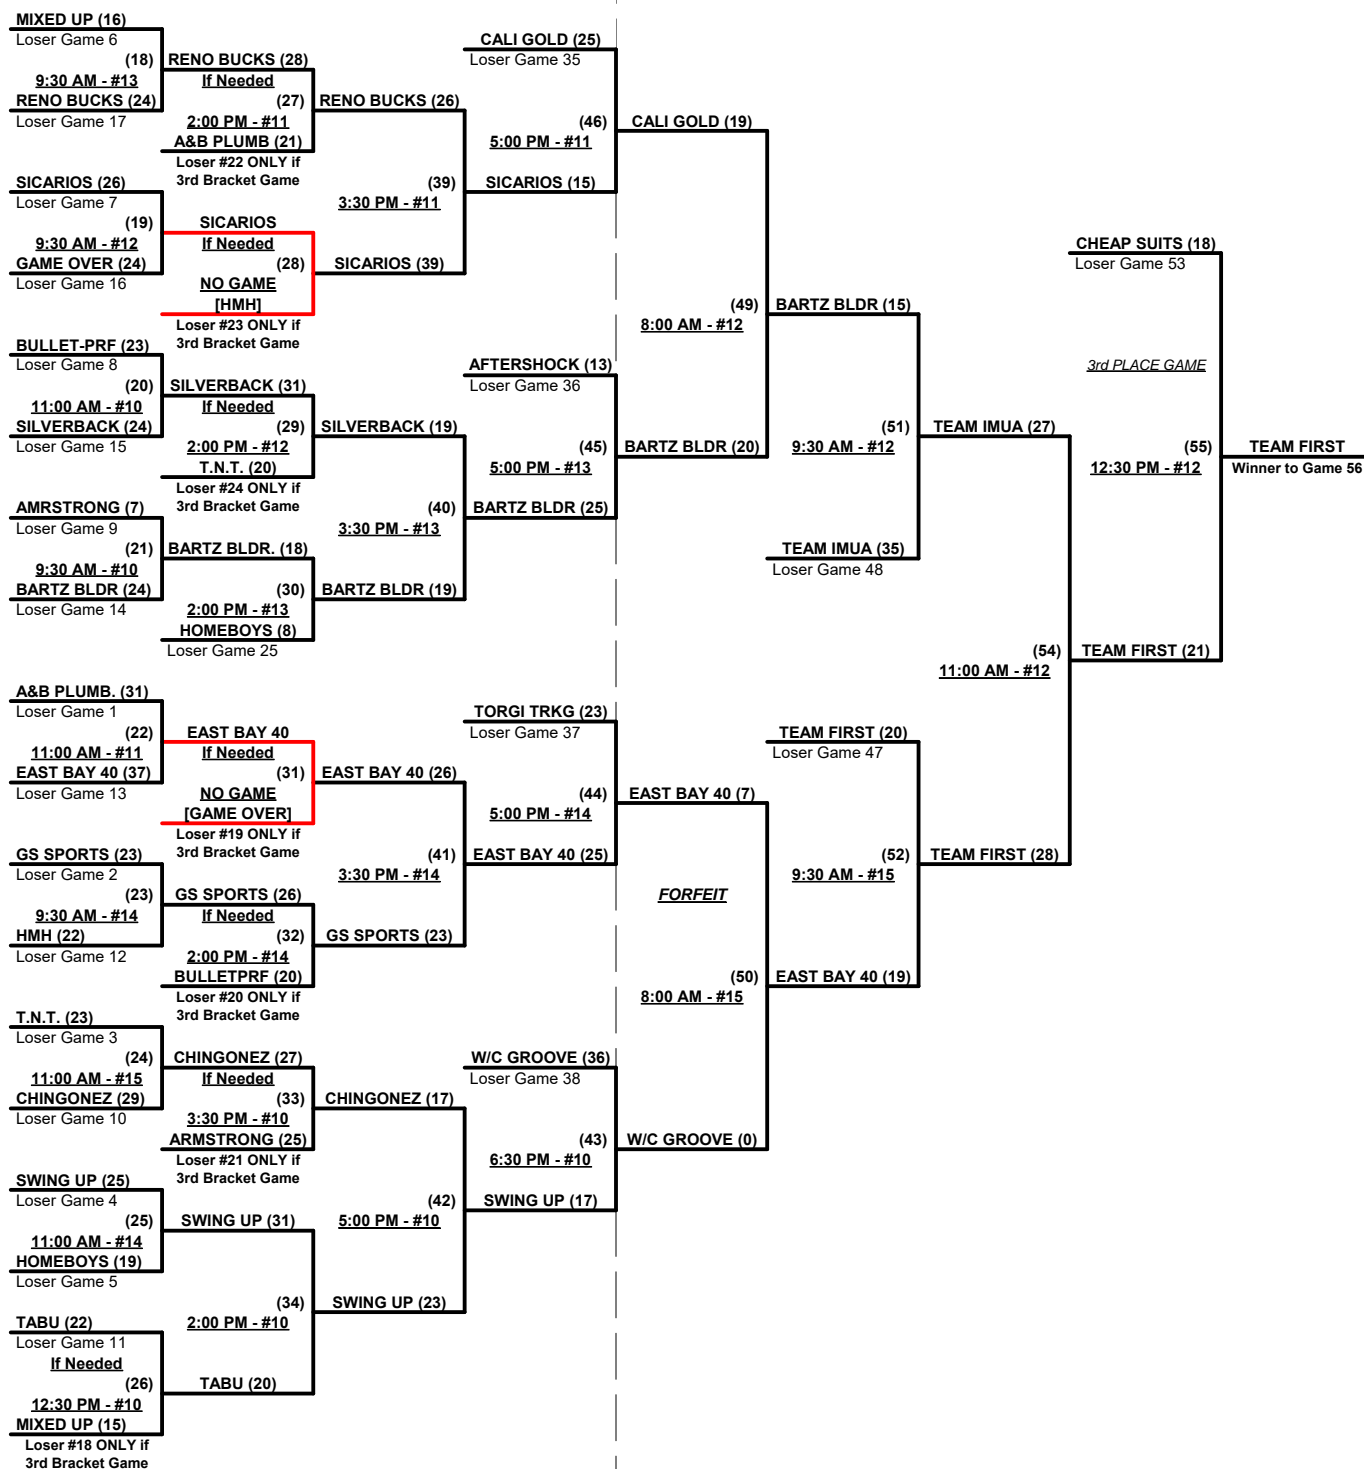 MIXED UP (16)
Loser Game 6
(18)
9:30 AM - #13
RENO BUCKS (24)
Loser Game 17
RENO BUCKS (28)
If Needed
(27)
2:00 PM - #11
A&B PLUMB (21)
Loser #22 ONLY if
3rd Bracket Game
RENO BUCKS (26)
SICARIOS (26)
Loser Game 7
(19)
9:30 AM - #12
GAME OVER (24)
Loser Game 16
SICARIOS
If Needed
(28)
NO GAME
[HMH]
Loser #23 ONLY if
3rd Bracket Game
(39)
3:30 PM - #11
SICARIOS (39)
CALI GOLD (25)
Loser Game 35
(46)
5:00 PM - #11
SICARIOS (15)
CALI GOLD (19)
BULLET-PRF (23)
Loser Game 8
(20)
11:00 AM - #10
SILVERBACK (24)
Loser Game 15
SILVERBACK (31)
If Needed
(29)
2:00 PM - #12
T.N.T. (20)
Loser #24 ONLY if
3rd Bracket Game
SILVERBACK (19)
AMRSTRONG (7)
Loser Game 9
(21)
9:30 AM - #10
BARTZ BLDR (24)
Loser Game 14
BARTZ BLDR. (18)
(30)
2:00 PM - #13
HOMEBOYS (8)
Loser Game 25
(40)
3:30 PM - #13
BARTZ BLDR (19)
AFTERSHOCK (13)
Loser Game 36
(45)
5:00 PM - #13
BARTZ BLDR (25)
BARTZ BLDR (20)
(49)
8:00 AM - #12
BARTZ BLDR (15)
(51)
9:30 AM - #12
TEAM IMUA (35)
Loser Game 48
TEAM IMUA (27)
A&B PLUMB. (31)
Loser Game 1
(22)
11:00 AM - #11
EAST BAY 40 (37)
Loser Game 13
EAST BAY 40
If Needed
(31)
NO GAME
[GAME OVER]
Loser #19 ONLY if
3rd Bracket Game
EAST BAY 40 (26)
GS SPORTS (23)
Loser Game 2
(23)
9:30 AM - #14
HMH (22)
Loser Game 12
GS SPORTS (26)
If Needed
(32)
2:00 PM - #14
BULLETPRF (20)
Loser #20 ONLY if
3rd Bracket Game
(41)
3:30 PM - #14
GS SPORTS (23)
TORGI TRKG (23)
Loser Game 37
(44)
5:00 PM - #14
EAST BAY 40 (25)
EAST BAY 40 (7)
T.N.T. (23)
Loser Game 3
(24)
11:00 AM - #15
CHINGONEZ (29)
Loser Game 10
CHINGONEZ (27)
If Needed
(33)
3:30 PM - #10
ARMSTRONG (25)
Loser #21 ONLY if
3rd Bracket Game
CHINGONEZ (17)
SWING UP (25)
Loser Game 4
(25)
11:00 AM - #14
HOMEBOYS (19)
Loser Game 5
SWING UP (31)
(34)
2:00 PM - #10
TABU (22)
Loser Game 11
If Needed
(26)
12:30 PM - #10
MIXED UP (15)
Loser #18 ONLY if
3rd Bracket Game
TABU (20)
(42)
5:00 PM - #10
SWING UP (23)
W/C GROOVE (36)
Loser Game 38
(43)
6:30 PM - #10
SWING UP (17)
W/C GROOVE (0)
FORFEIT
(50)
8:00 AM - #15
TEAM FIRST (20)
Loser Game 47
(52)
9:30 AM - #15
EAST BAY 40 (19)
TEAM FIRST (28)
(54)
11:00 AM - #12
TEAM FIRST (21)
CHEAP SUITS (18)
Loser Game 53
3rd PLACE GAME
(55)
12:30 PM - #12
TEAM FIRST
Winner to Game 56